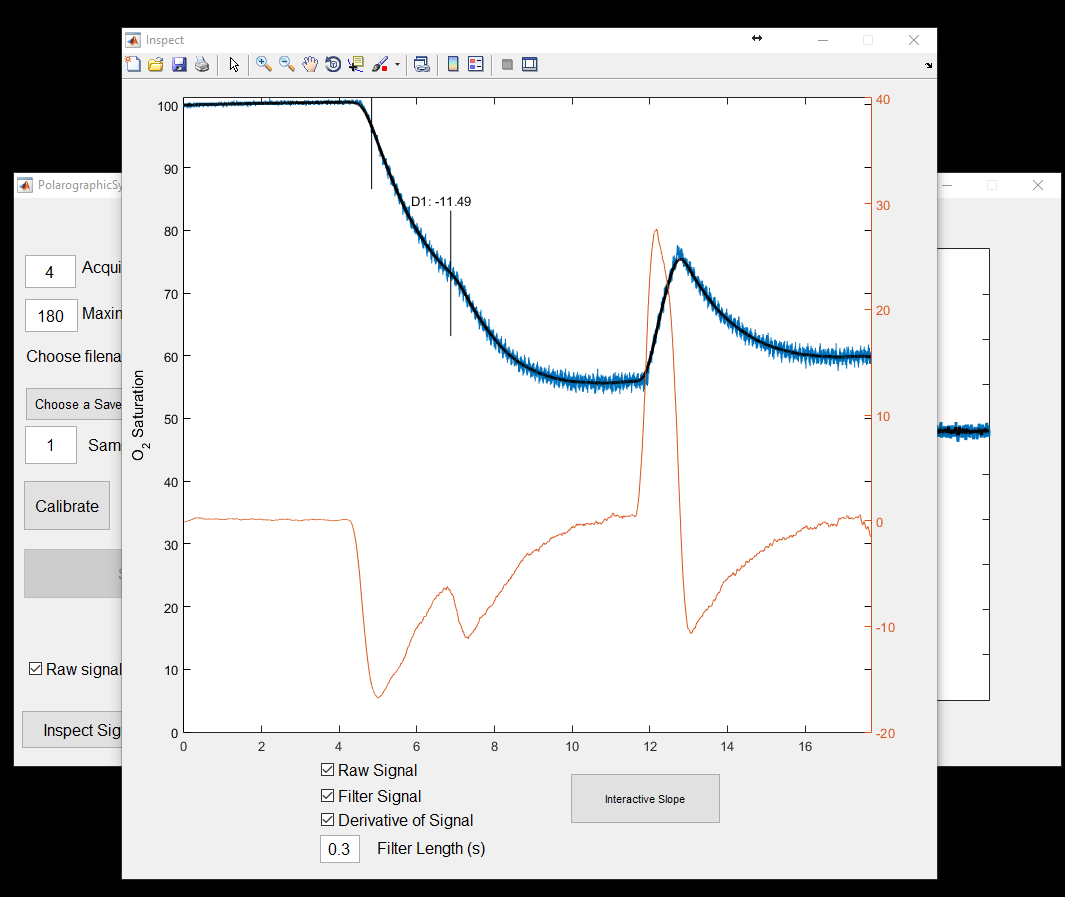 Inspect
PolarographicSy
4 Acqui
180 Maxin
Choose filena
Choose a Save
1 Sam
Calibrate
Raw signal
Inspect Sig
100
90
80
70
60
50
40
30
20
10
0
O2 Saturation
D1: -11.49
40
30
20
10
0
-10
-20
0 2 4 6 8 10 12 14 16
Raw Signal
Filter Signal
Derivative of Signal
0.3 Filter Length (s)
Interactive Slope